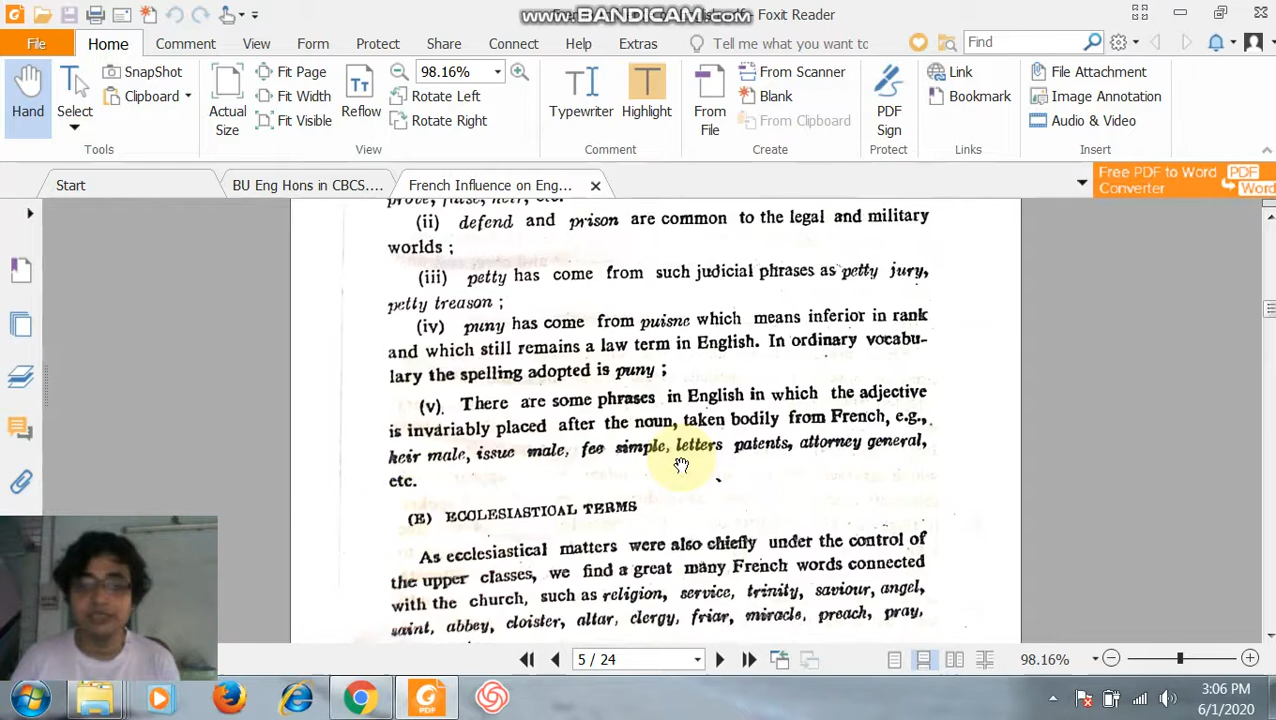 www.BANDICAM.com
Foxit Reader
File Home Comment View Form Protect Share Connect Help Extras Tell me what you want to Find
Hand
Select
SnapShot
Clipboard
Tools
Actual Size
Fit Page
Fit Width
Fit Visible
Reflow
98.16%
Rotate Left
Rotate Right
View
Typewriter
Highlight
Comment
From File
From Scanner
Blank
From Clipboard
Create
PDF Sign
Protect
Link
Bookmark
Links
File Attachment
Image Annotation
Audio & Video
Insert
Start
BU Eng Hons in CBCS....
French Influence on Eng...
Free PDF to Word Converter
PDF
Word
prove, false, heir, etc.
(ii) defend and prison are common to the legal and military
worlds ;
(iii) petty has come from such judicial phrases as petty jury,
petty treason ;
(iv) puny has come from puisne which means inferior in rank
and which still remains a law term in English. In ordinary vocabu-
lary the spelling adopted is puny ;
(v). There are some phrases in English in which the adjective
is invariably placed after the noun, taken bodily from French, e.g.,
heir male, issue male, fee simple, letters patents, attorney general,
etc.
(E) ECCLESIASTICAL TERMS
As ecclesiastical matters were also chiefly under the control of
the upper classes, we find a great many French words connected
with the church, such as religion, service, trinity, saviour, angel,
saint, abbey, cloister, altar, clergy, friar, miracle, preach, pray,
5 / 24
98.16%
PDF
3:06 PM
6/1/2020